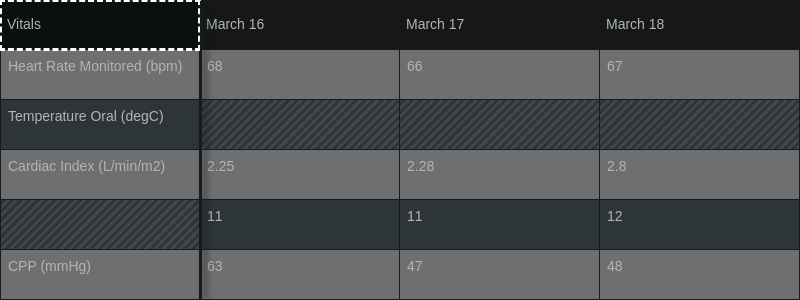 Vitals March 16 March 17 March 18
Heart Rate Monitored (bpm) 68 66 67
Temperature Oral (degC)
Cardiac Index (L/min/m2) 2.25 2.28 2.8
11 11 12
CPP (mmHg) 63 47 48